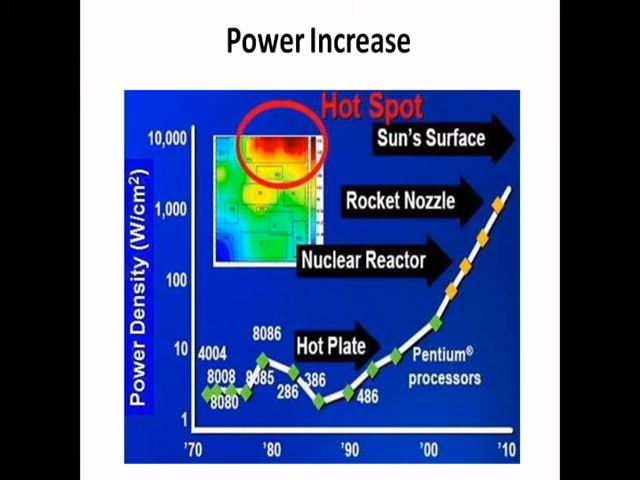 Power Increase
Hot Spot
Sun's Surface
Rocket Nozzle
Nuclear Reactor
Hot Plate
Power Density (W/cm²)
10,000
1,000
100
10
1
4004
8008
8080
8085
8086
286
386
486
Pentium®
processors
'70
'80
'90
'00
'10